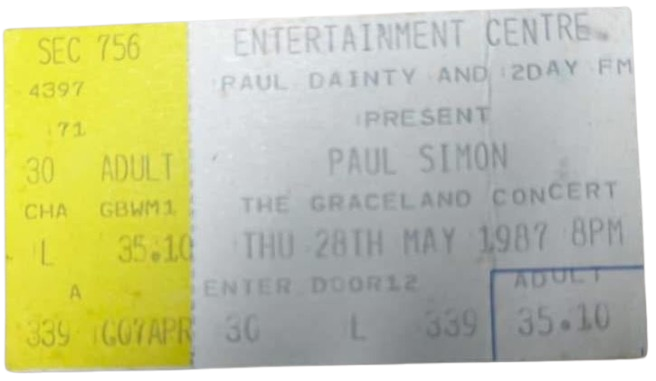 SEC 756
4397
71
30 ADULT
CHA GBWM1
L 35.10
A
339 G07APR
ENTERTAINMENT CENTRE
PAUL DAINTY AND 2DAY FM
PRESENT
PAUL SIMON
THE GRACELAND CONCERT
THU 28TH MAY 1987 8PM
ENTER DOOR12
ADULT
30 L 339 35.10